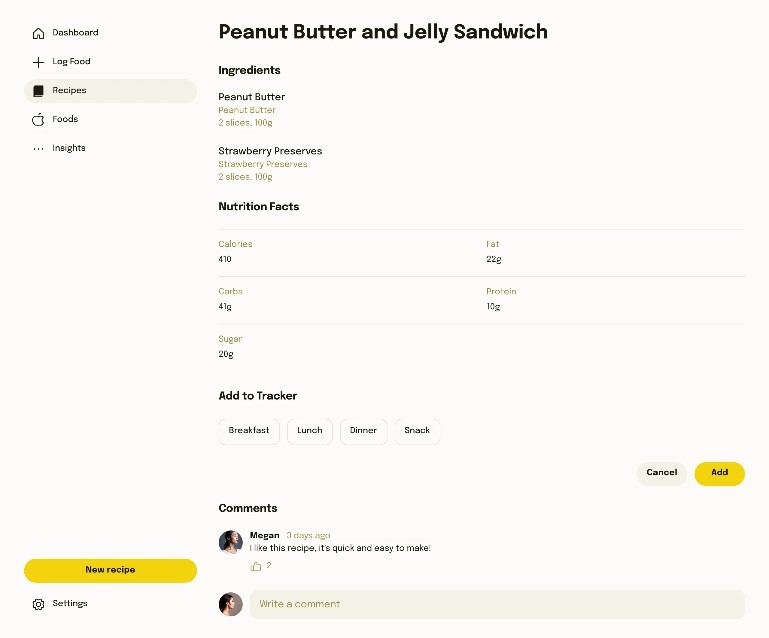 Dashboard
Log Food
Recipes
Foods
Insights
New recipe
Settings
Peanut Butter and Jelly Sandwich
Ingredients
Peanut Butter
Peanut Butter
2 slices, 100g
Strawberry Preserves
Strawberry Preserves
2 slices, 100g
Nutrition Facts
Calories
410
Fat
22g
Carbs
41g
Protein
10g
Sugar
20g
Add to Tracker
Breakfast Lunch Dinner Snack
Cancel Add
Comments
Megan 3 days ago
I like this recipe, it's quick and easy to make!
2
Write a comment